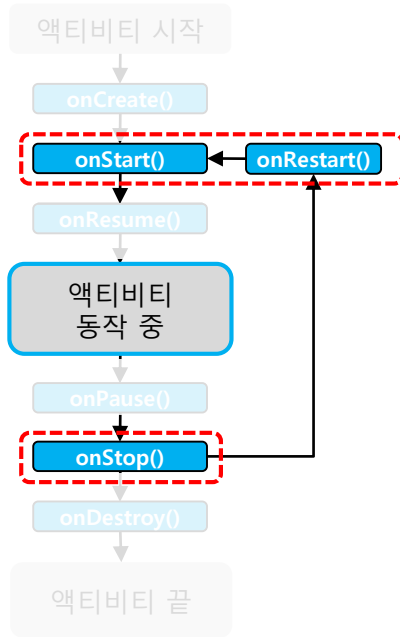 액티비티 시작
onCreate()
onStart()
onRestart()
onResume()
액티비티
동작 중
onPause()
onStop()
onDestroy()
액티비티 끝